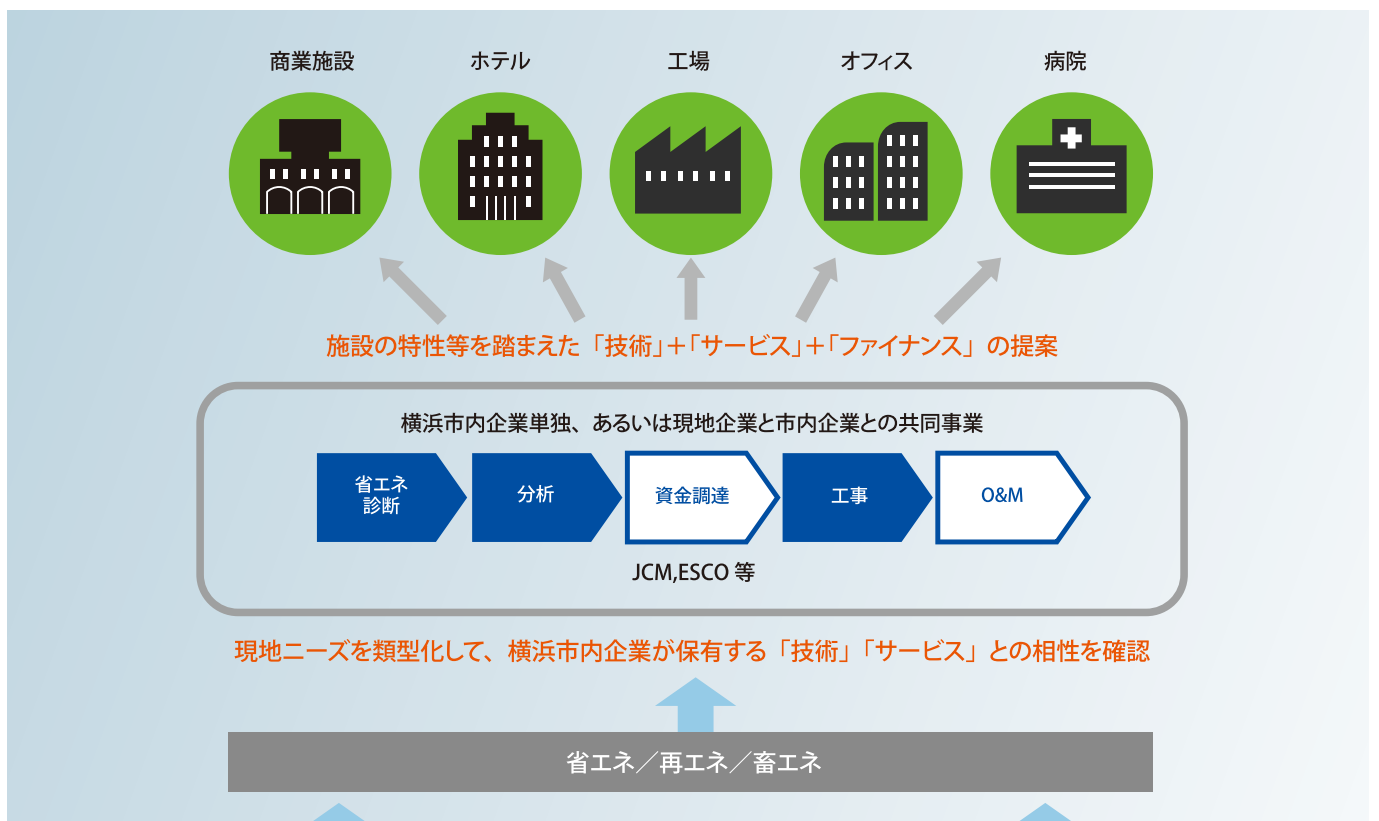 商業施設
ホテル
工場
オフィス
病院
施設の特性等を踏まえた「技術」+「サービス」+「ファイナンス」の提案
横浜市内企業単独、あるいは現地企業と市内企業との共同事業
省エネ
診断
分析
資金調達
工事
O&M
JCM,ESCO 等
現地ニーズを類型化して、横浜市内企業が保有する「技術」「サービス」との相性を確認
省エネ／再エネ／畜エネ